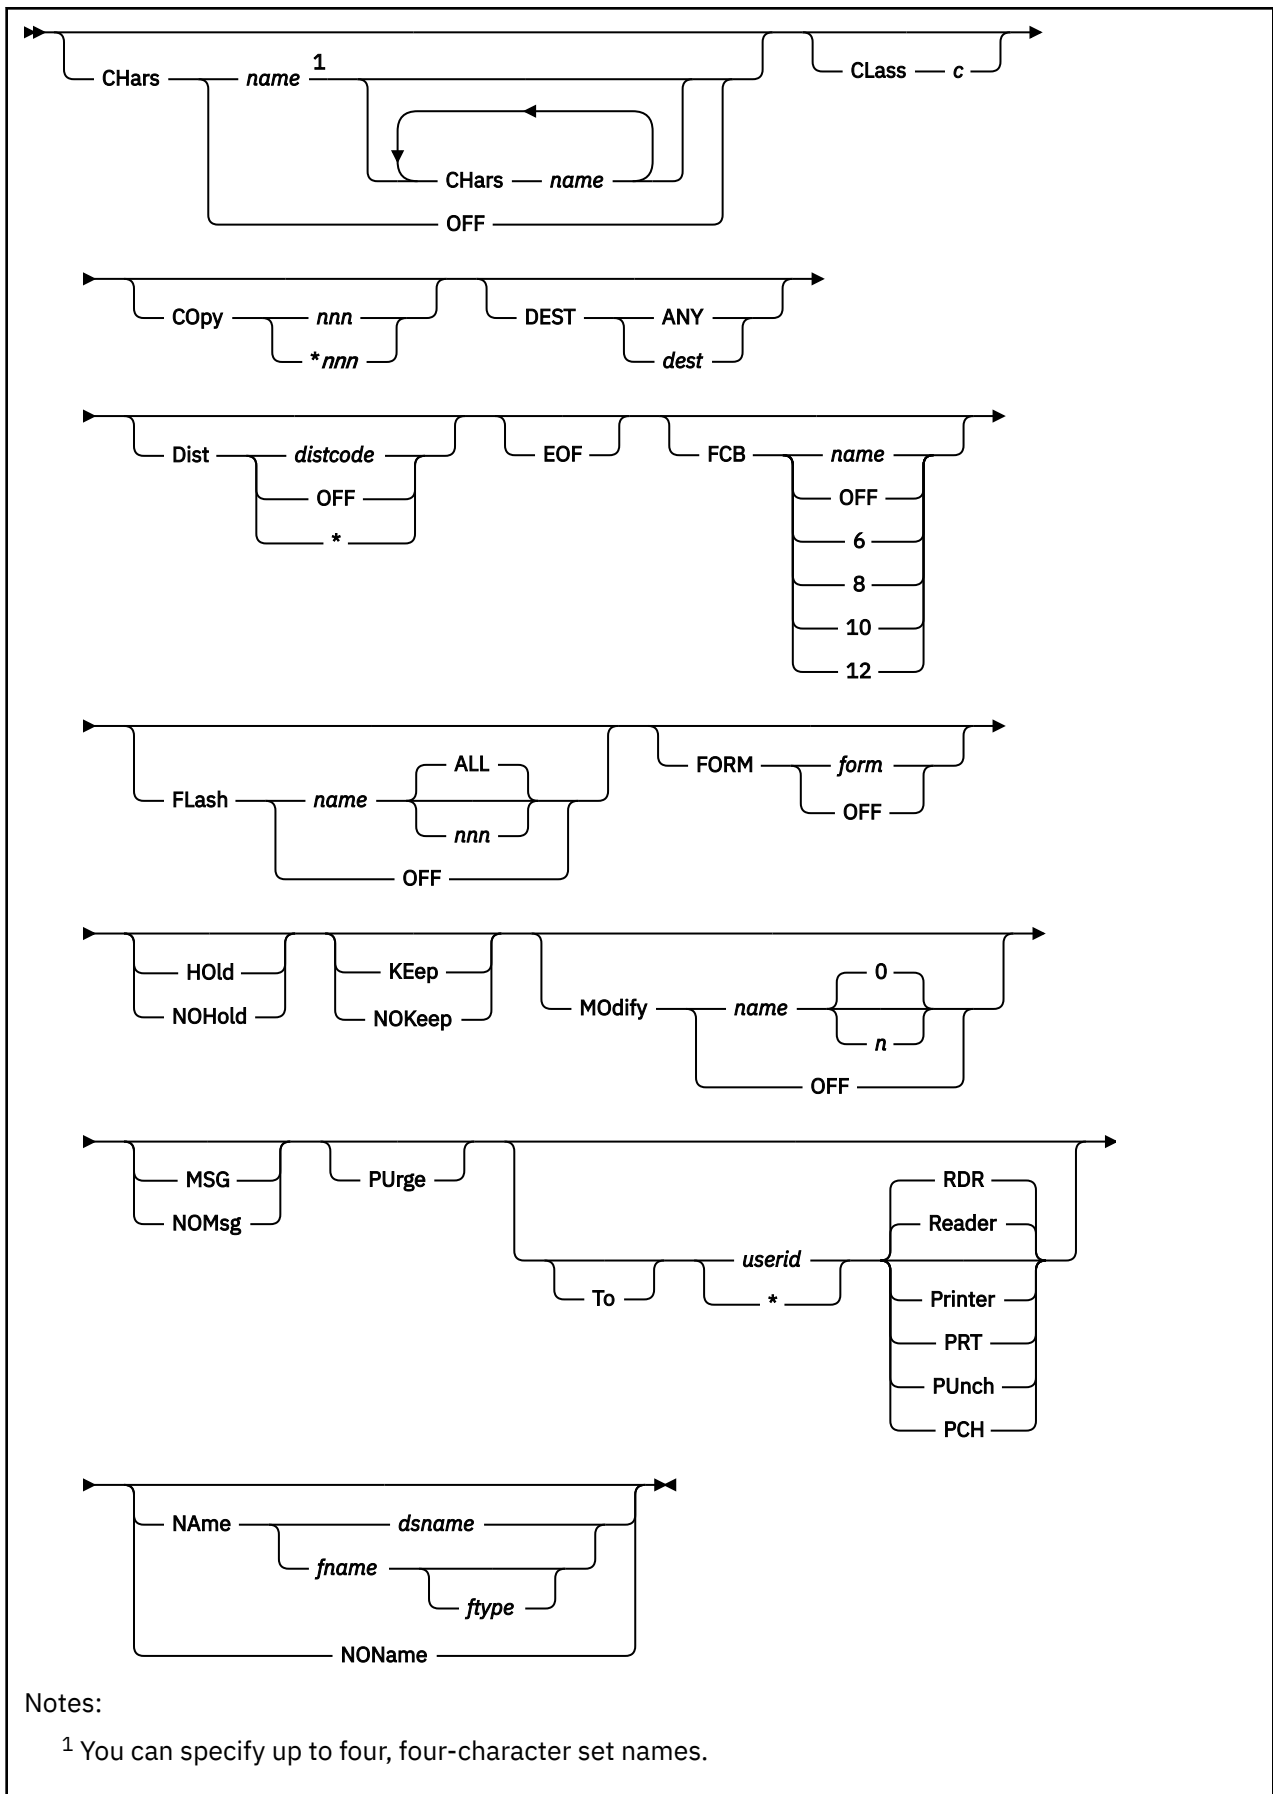 CHars name 1 CLass c
CHars name
OFF
COpy nnn DEST ANY
*nnn dest
Dist distcode EOF FCB name
OFF OFF
* 6
8
10
12
ALL
FLash name FORM form
nnn OFF
OFF
HOld KEep 0
NOHold NOKeep MOdify name
n
OFF
MSG PUrge RDR
NOMsg Reader
userid
To * Printer
PRT
PUnch
PCH
NAme dsname
fname
ftype
NOName
Notes:
1 You can specify up to four, four-character set names.